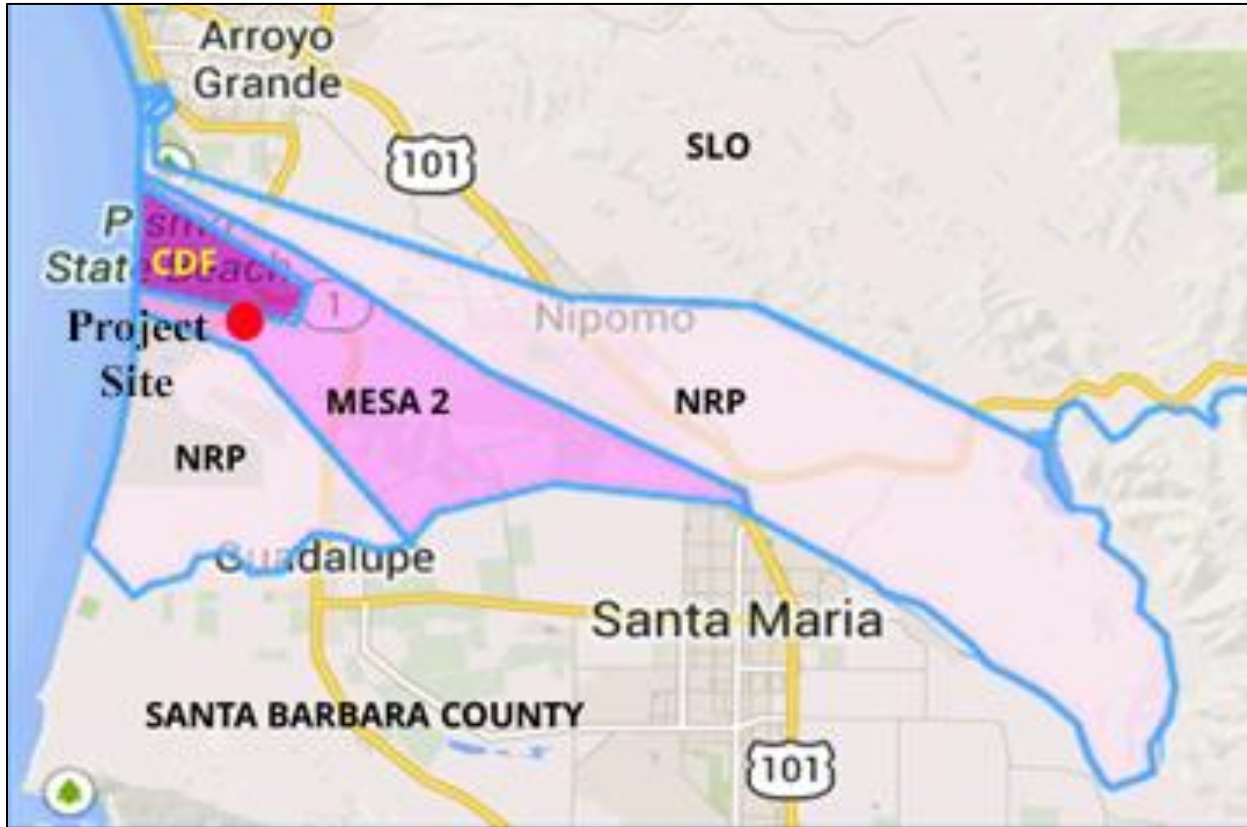 Arroyo
Grande
101
SLO
Pismo
State Beach
CDF
Project
Site
1
Nipomo
MESA 2
NRP
NRP
Guadalupe
Santa Maria
SANTA BARBARA COUNTY
101